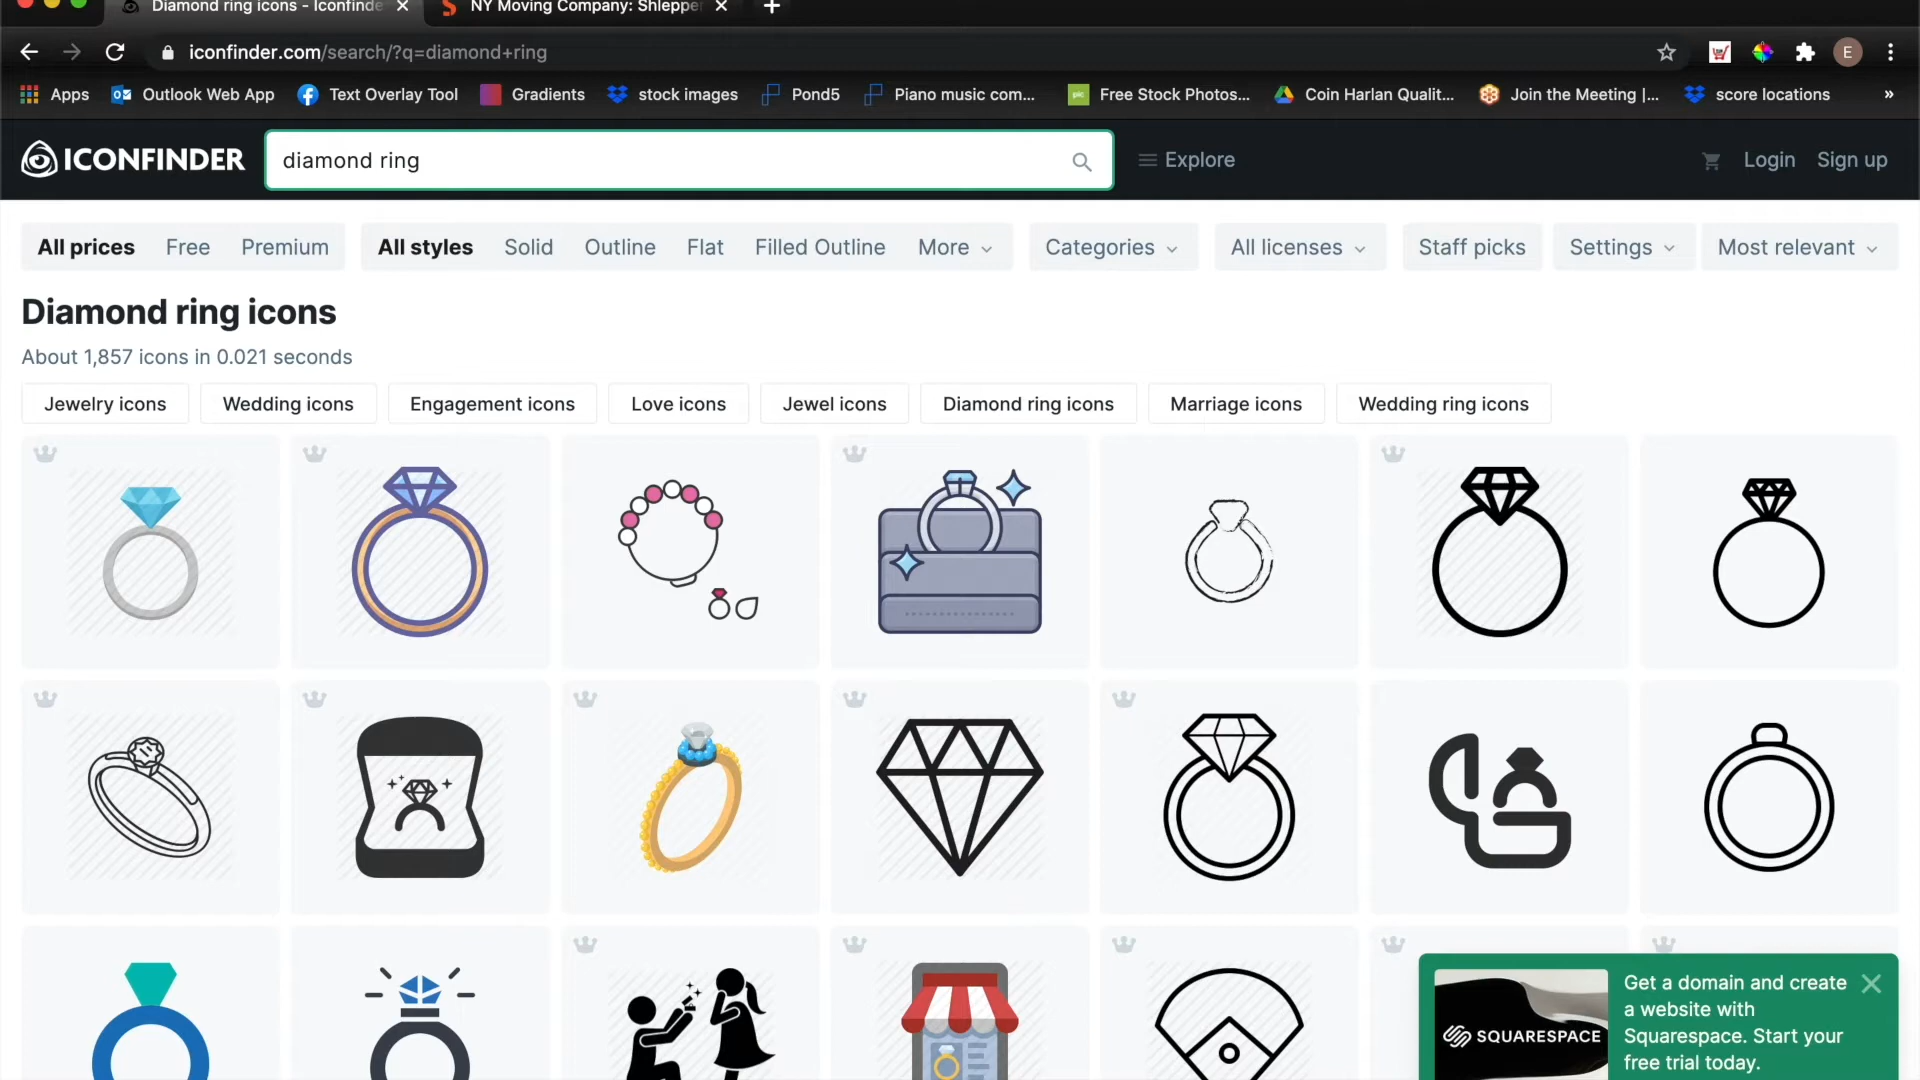 Diamond ring icons - Iconfinde
NY Moving Company: Shlepper
iconfinder.com/search/?q=diamond+ring
E
Apps
Outlook Web App
Text Overlay Tool
Gradients
stock images
Pond5
Piano music com...
Free Stock Photos...
Coin Harlan Qualit...
Join the Meeting |...
score locations
»
ICONFINDER
diamond ring
Explore
Login
Sign up
All prices
Free
Premium
All styles
Solid
Outline
Flat
Filled Outline
More
Categories
All licenses
Staff picks
Settings
Most relevant
Diamond ring icons
About 1,857 icons in 0.021 seconds
Jewelry icons
Wedding icons
Engagement icons
Love icons
Jewel icons
Diamond ring icons
Marriage icons
Wedding ring icons
SQUARESPACE
Get a domain and create
a website with
Squarespace. Start your
free trial today.